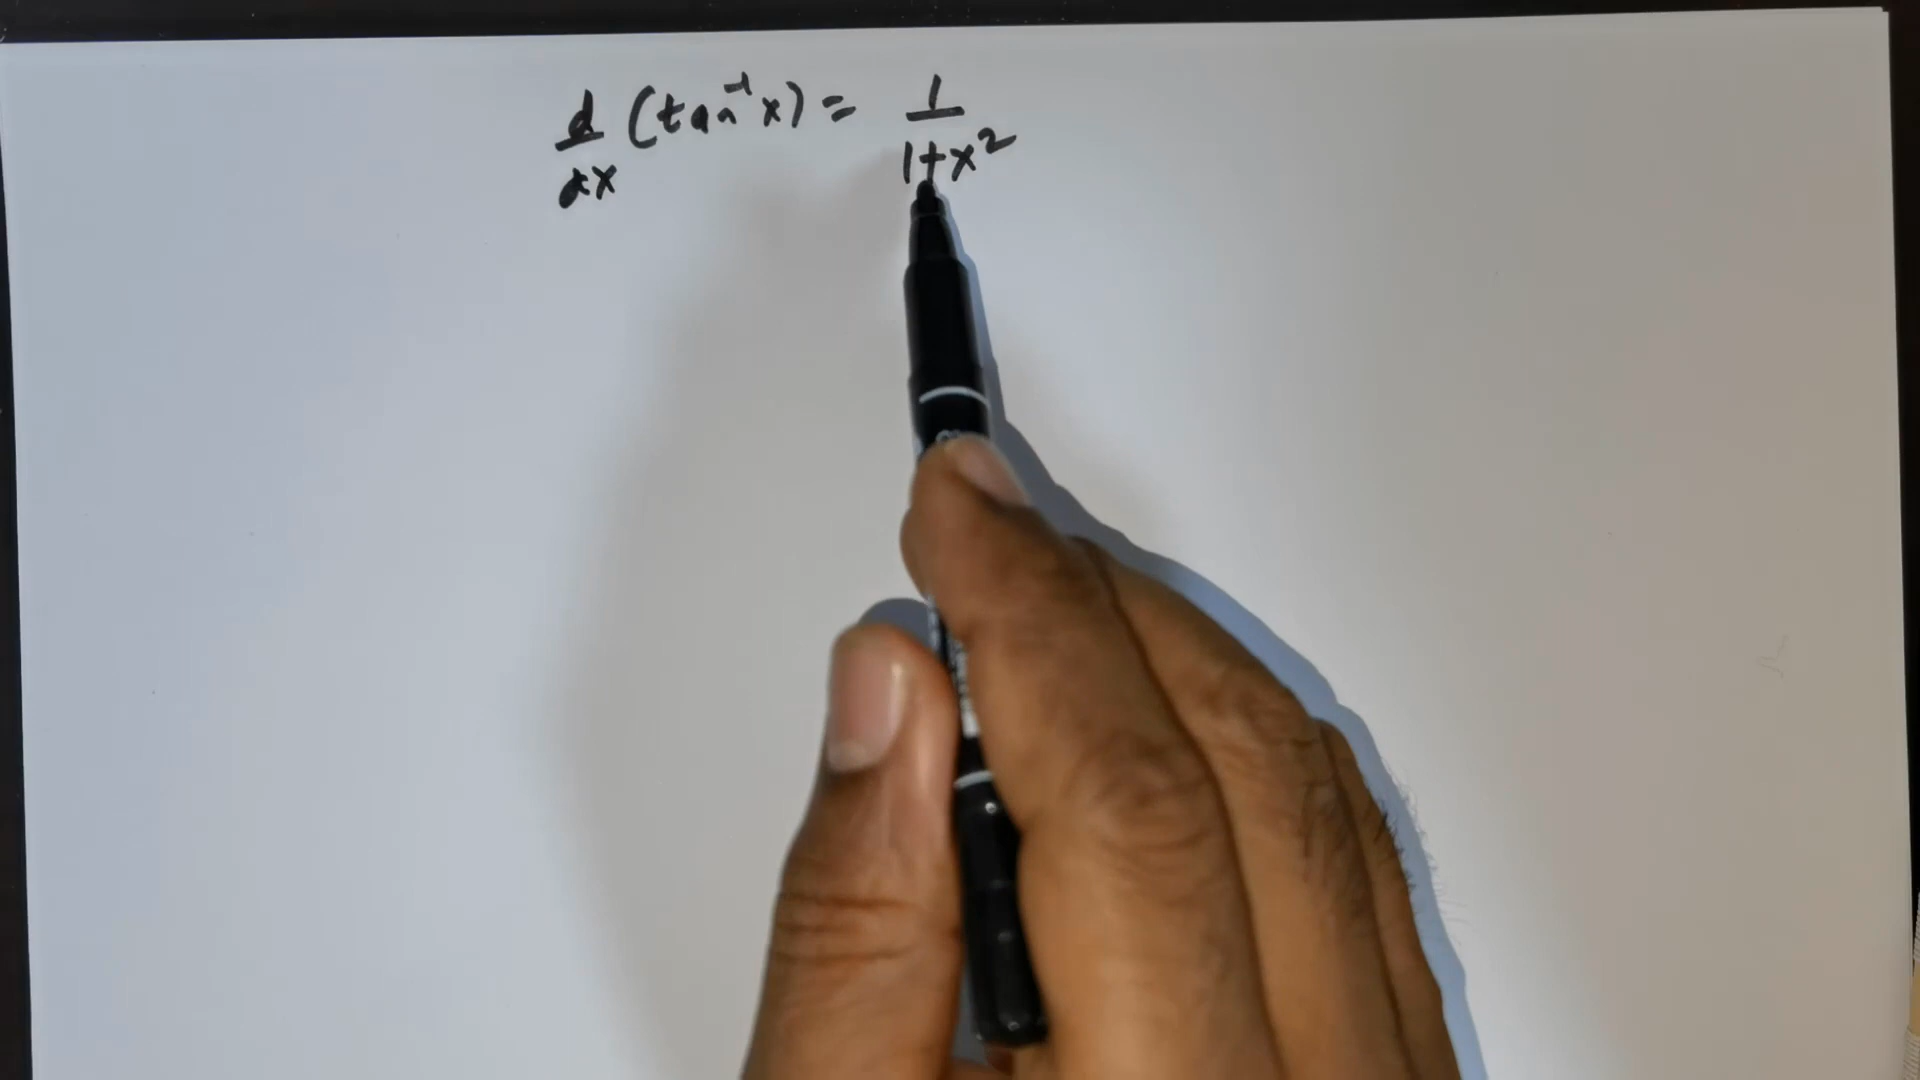 d/dx (tan⁻¹x) = 1/(1+x²)